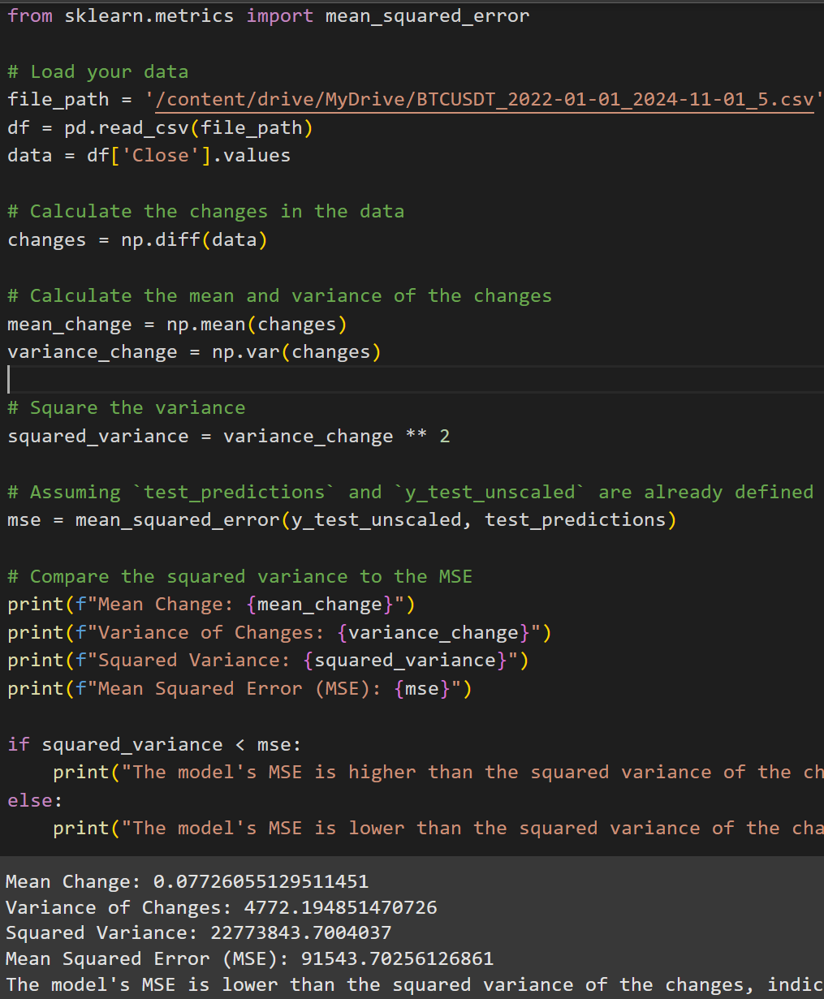 from sklearn.metrics import mean_squared_error
# Load your data
file_path = '/content/drive/MyDrive/BTCUSDT_2022-01-01_2024-11-01_5.csv'
df = pd.read_csv(file_path)
data = df['Close'].values
# Calculate the changes in the data
changes = np.diff(data)
# Calculate the mean and variance of the changes
mean_change = np.mean(changes)
variance_change = np.var(changes)
# Square the variance
squared_variance = variance_change ** 2
# Assuming `test_predictions` and `y_test_unscaled` are already defined
mse = mean_squared_error(y_test_unscaled, test_predictions)
# Compare the squared variance to the MSE
print(f"Mean Change: {mean_change}")
print(f"Variance of Changes: {variance_change}")
print(f"Squared Variance: {squared_variance}")
print(f"Mean Squared Error (MSE): {mse}")
if squared_variance < mse:
    print("The model's MSE is higher than the squared variance of the ch
else:
    print("The model's MSE is lower than the squared variance of the cha
Mean Change: 0.07726055129511451
Variance of Changes: 4772.194851470726
Squared Variance: 22773843.7004037
Mean Squared Error (MSE): 91543.70256126861
The model's MSE is lower than the squared variance of the changes, indic